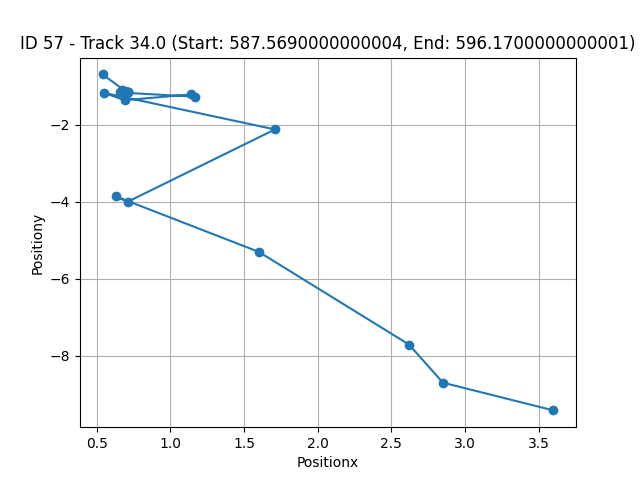 ID 57 - Track 34.0 (Start: 587.5690000000004, End: 596.1700000000001)
−2
−4
−6
−8
Positiony
0.5 1.0 1.5 2.0 2.5 3.0 3.5
Positionx